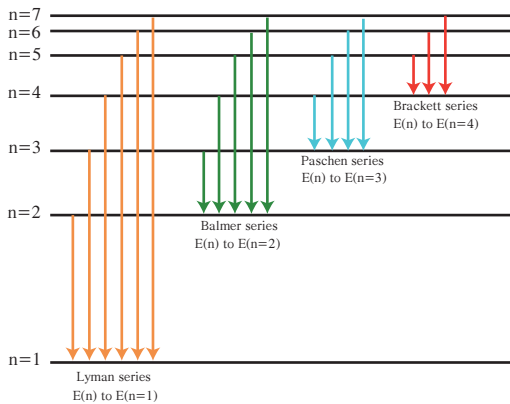 n=7
n=6
n=5
n=4
Brackett series
E(n) to E(n=4)
n=3
Paschen series
E(n) to E(n=3)
n=2
Balmer series
E(n) to E(n=2)
n=1
Lyman series
E(n) to E(n=1)